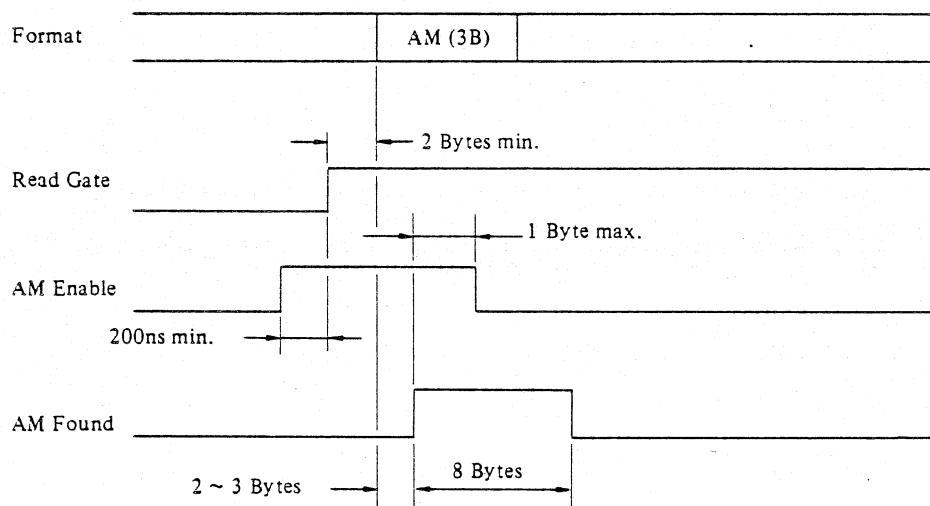 Format
AM (3B)
2 Bytes min.
Read Gate
1 Byte max.
AM Enable
200ns min.
AM Found
2 ~ 3 Bytes
8 Bytes